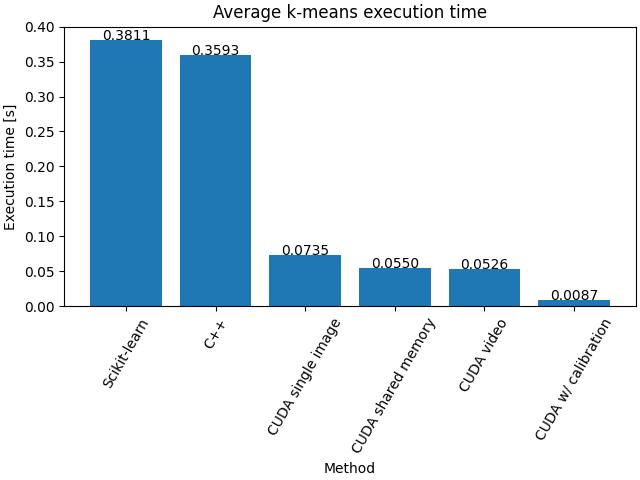 Average k-means execution time
Execution time [s]
0.40
0.35
0.30
0.25
0.20
0.15
0.10
0.05
0.00
0.3811
0.3593
0.0735
0.0550
0.0526
0.0087
Scikit-learn
C++
CUDA single image
CUDA shared memory
CUDA video
CUDA w/ calibration
Method